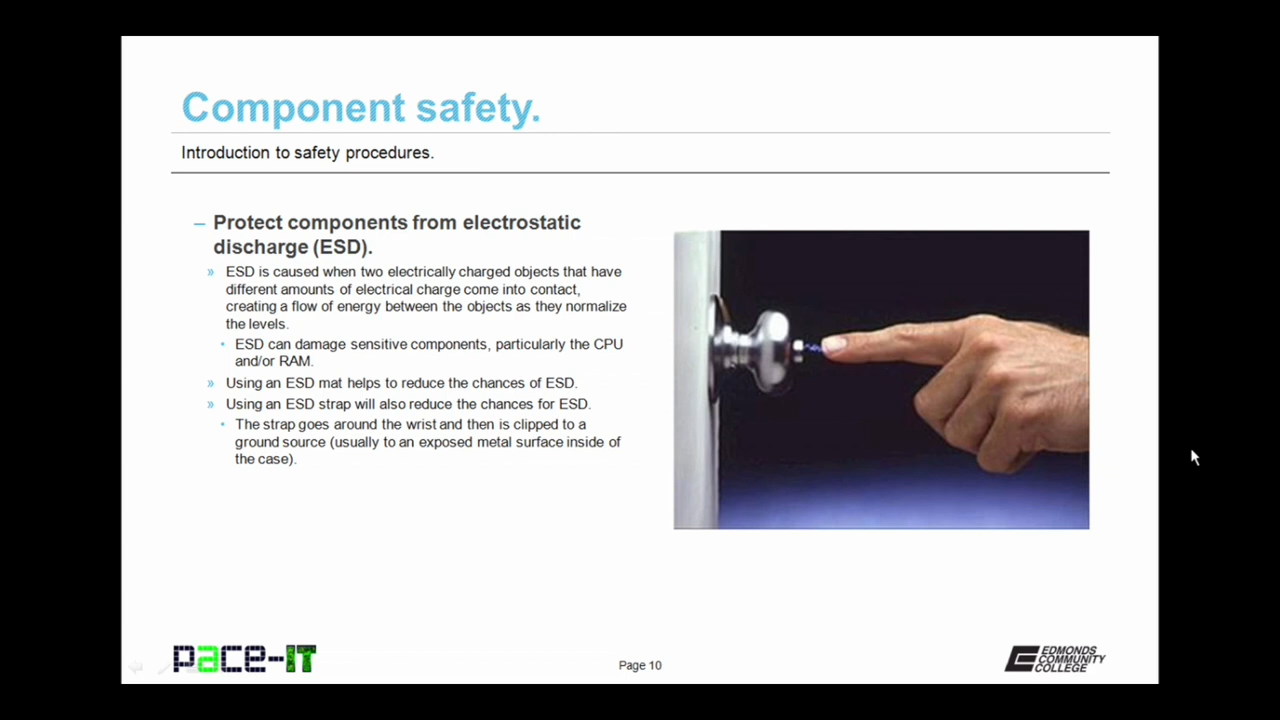 Component safety.
Introduction to safety procedures.
– Protect components from electrostatic
discharge (ESD).
» ESD is caused when two electrically charged objects that have
different amounts of electrical charge come into contact,
creating a flow of energy between the objects as they normalize
the levels.
• ESD can damage sensitive components, particularly the CPU
and/or RAM.
» Using an ESD mat helps to reduce the chances of ESD.
» Using an ESD strap will also reduce the chances for ESD.
• The strap goes around the wrist and then is clipped to a
ground source (usually to an exposed metal surface inside of
the case).
pace-IT
Page 10
EDMONDS
COMMUNITY
COLLEGE